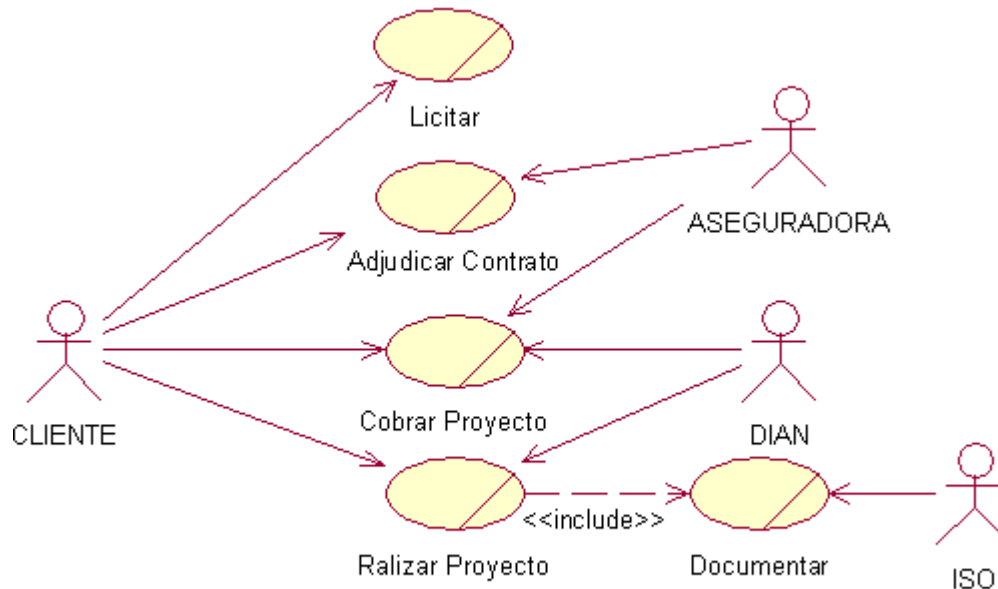 Licitar
ASEGURADORA
Adjudicar Contrato
CLIENTE
Cobrar Proyecto
DIAN
<<include>>
Ralizar Proyecto
Documentar
ISO